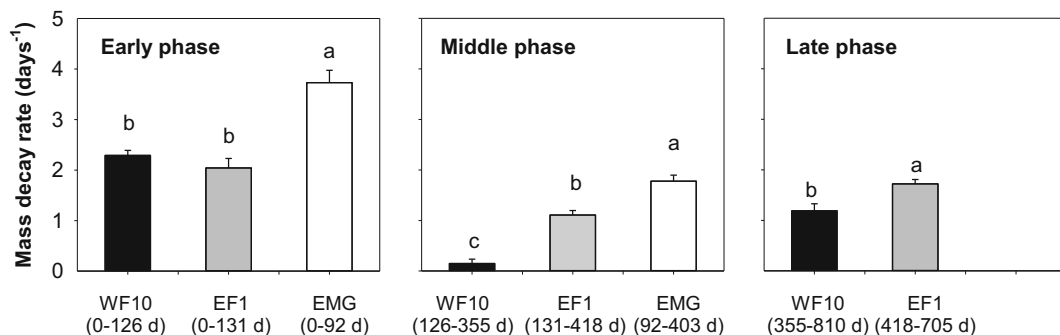 Mass decay rate (days-1)
5
4
3
2
1
0
Early phase
b
b
a
WF10
(0-126 d)
EF1
(0-131 d)
EMG
(0-92 d)
Middle phase
c
b
a
WF10
(126-355 d)
EF1
(131-418 d)
EMG
(92-403 d)
Late phase
b
a
WF10
(355-810 d)
EF1
(418-705 d)